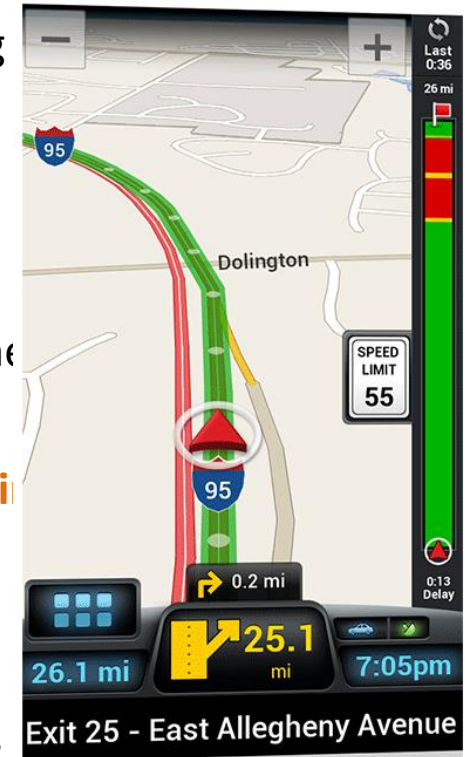 Last
0:36
26 mi
95
Dolington
SPEED
LIMIT
55
95
0.2 mi
0:13
Delay
25.1
mi
26.1 mi
7:05pm
Exit 25 - East Allegheny Avenue